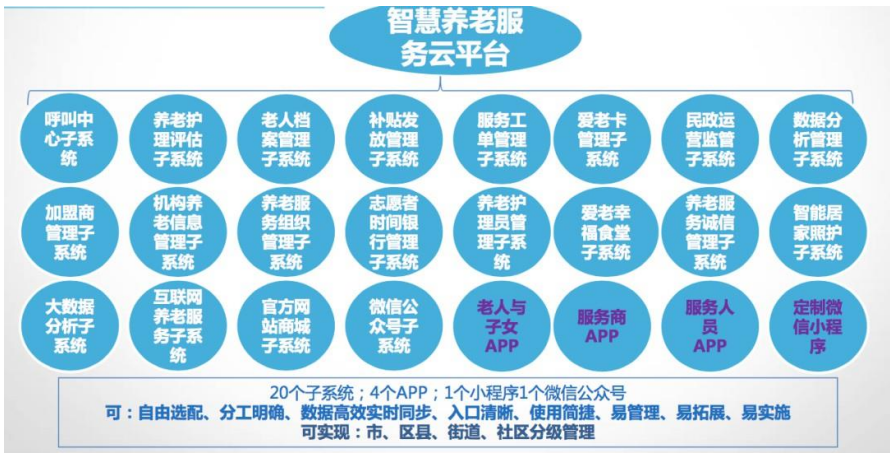 智慧养老服
务云平台
呼叫中
心子系
统
养老护
理评估
子系统
老人档
案管理
子系统
补贴发
放管理
子系统
服务工
单管理
子系统
爱老卡
管理子
系统
民政运
营监管
子系统
数据分
析管理
子系统
加盟商
管理子
系统
机构养
老信息
管理子
系统
养老服
务组织
管理子
系统
志愿者
时间银
行管理
子系统
养老护
理员管
理子系
统
爱老幸
福食堂
子系统
养老服
务诚信
管理子
系统
智能居
家照护
子系统
大数据
分析子
系统
互联网
养老服
务子系
统
官方网
站商城
子系统
微信公
众号子
系统
老人与
子女
APP
服务商
APP
服务人
员
APP
定制微
信小程
序
20个子系统；4个APP；1个小程序1个微信公众号
可：自由选配、分工明确、数据高效实时同步、入口清晰、使用简捷、易管理、易拓展、易实施
可实现：市、区县、街道、社区分级管理